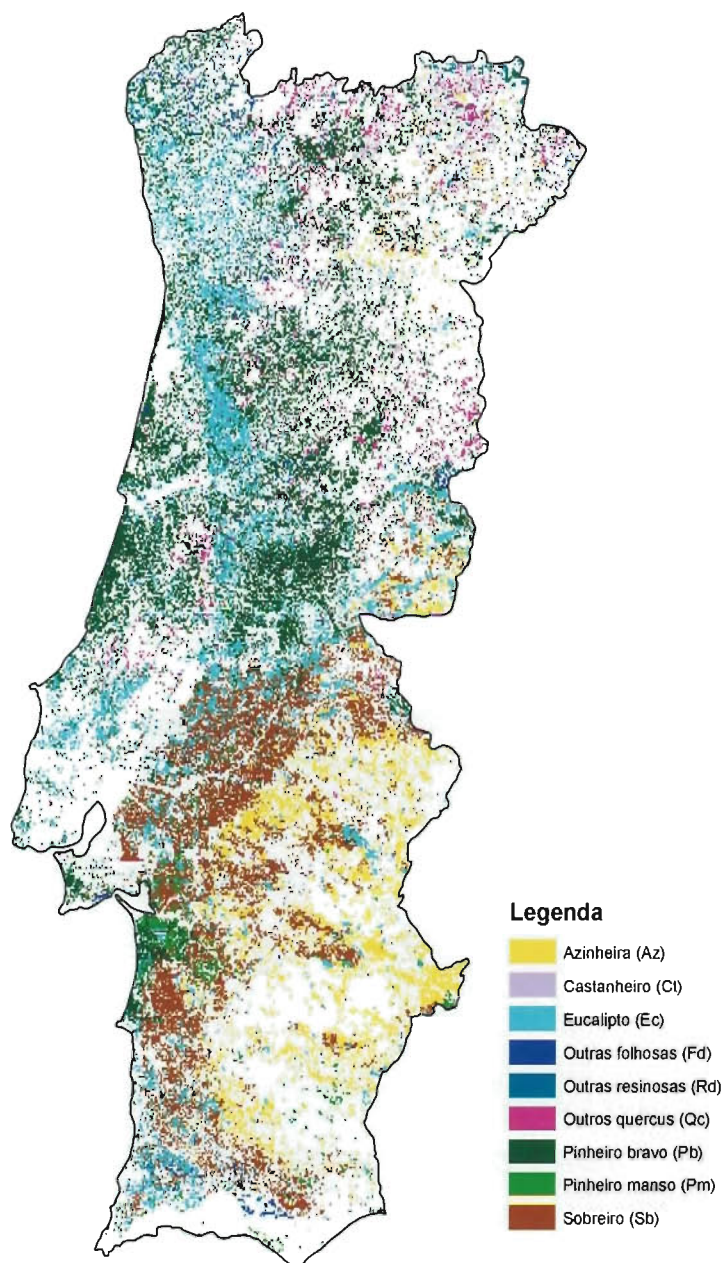 Legenda
Azinheira (Az)
Castanheiro (Ct)
Eucalipto (Ec)
Outras folhosas (Fd)
Outras resinosas (Rd)
Outros quercus (Qc)
Pinheiro bravo (Pb)
Pinheiro manso (Pm)
Sobreiro (Sb)